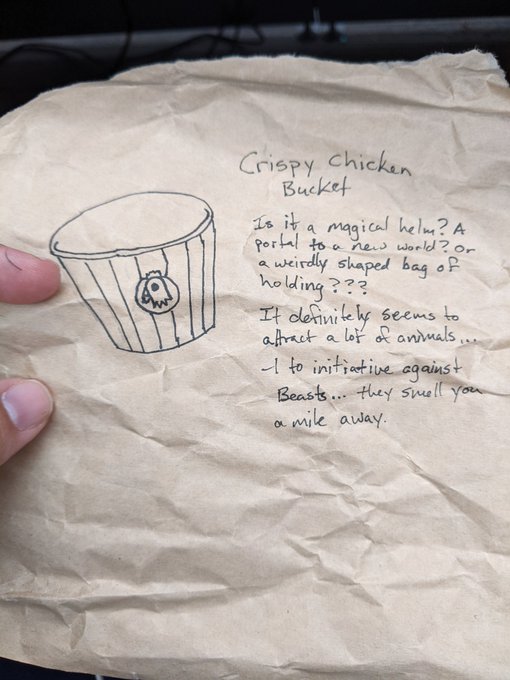 Crispy Chicken
Bucket
Is it a magical helm? A
portal to a new world? Or
a weirdly shaped bag of
holding???
It definitely seems to
attract a lot of animals...
-1 to initiative against
Beasts... they smell you
a mile away.